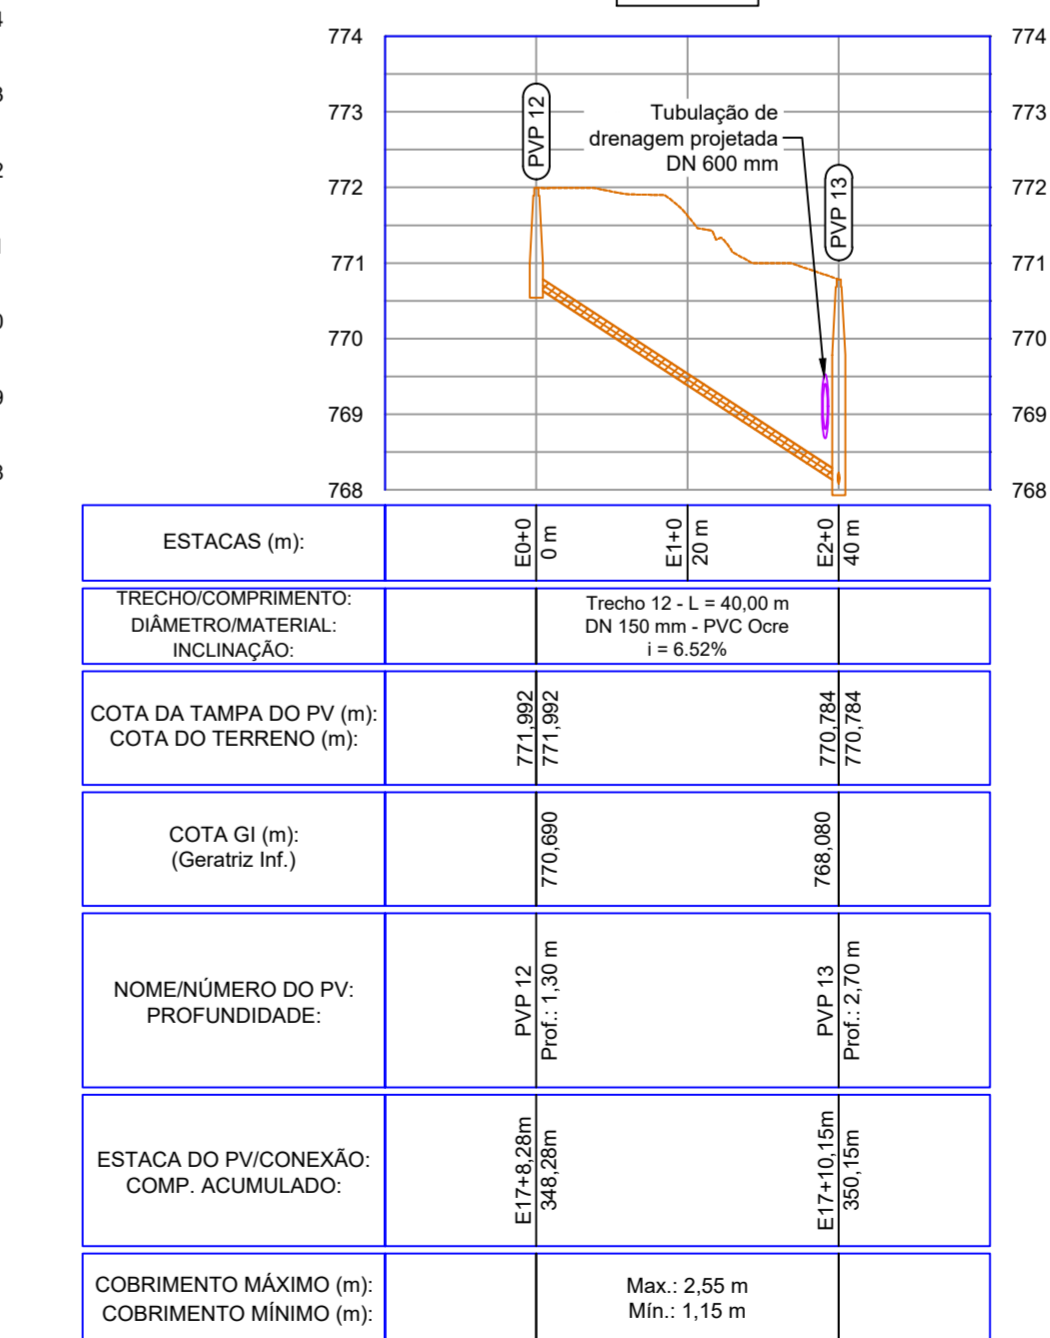 774
774
773
773
772
772
771
771
770
770
769
769
768
768
PVP 12
Tubulação de
drenagem projetada
DN 600 mm
PVP 13
ESTACAS (m):
E0+0
0 m
E1+0
20 m
E2+0
40 m
TRECHO/COMPRIMENTO:
DIÂMETRO/MATERIAL:
INCLINAÇÃO:
Trecho 12 - L = 40,00 m
DN 150 mm - PVC Ocre
i = 6.52%
COTA DA TAMPA DO PV (m):
COTA DO TERRENO (m):
771,992
771,992
770,784
770,784
COTA GI (m):
(Geratriz Inf.)
770,690
768,080
NOME/NÚMERO DO PV:
PROFUNDIDADE:
PVP 12
Prof.: 1,30 m
PVP 13
Prof.: 2,70 m
ESTACA DO PV/CONEXÃO:
COMP. ACUMULADO:
E17+8,28m
348,28m
E17+10,15m
350,15m
COBRIMENTO MÁXIMO (m):
COBRIMENTO MÍNIMO (m):
Max.: 2,55 m
Mín.: 1,15 m